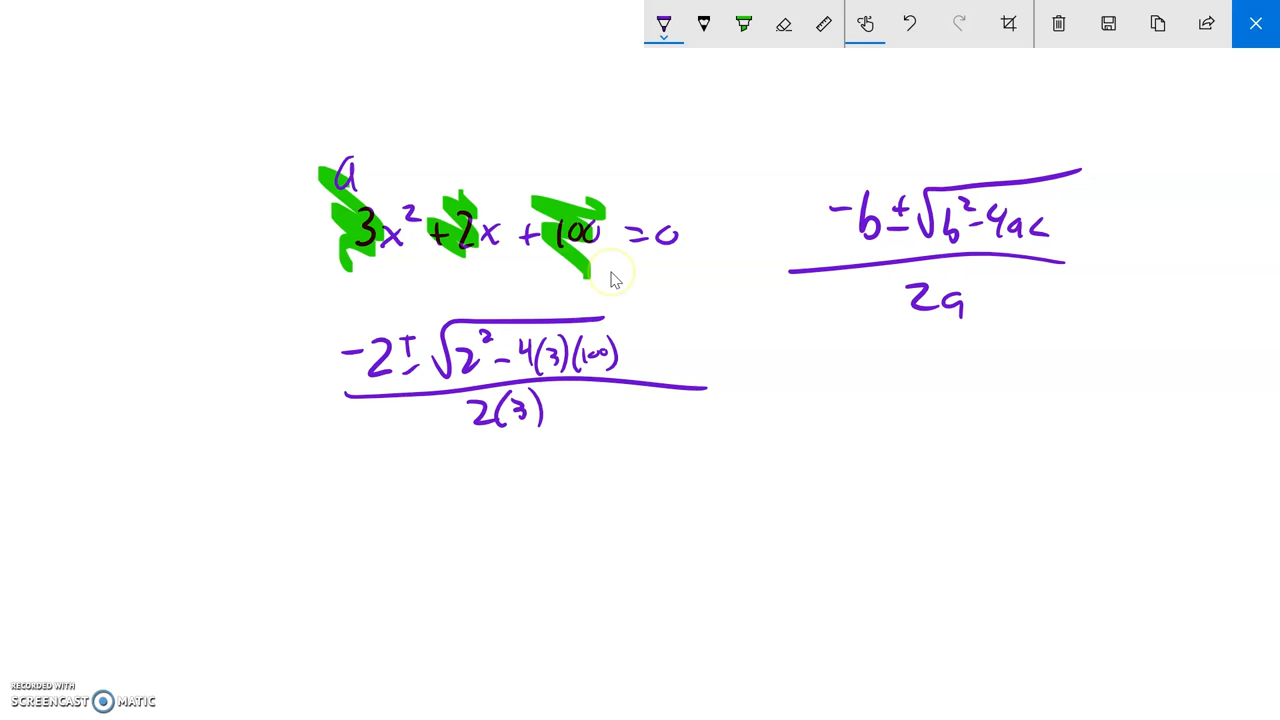 a
3x² +2x + 100 = 0
-b ± √b² - 4ac
2a
-2 ± √2² - 4(3)(100)
2(3)
RECORDED WITH
SCREENCAST MATIC